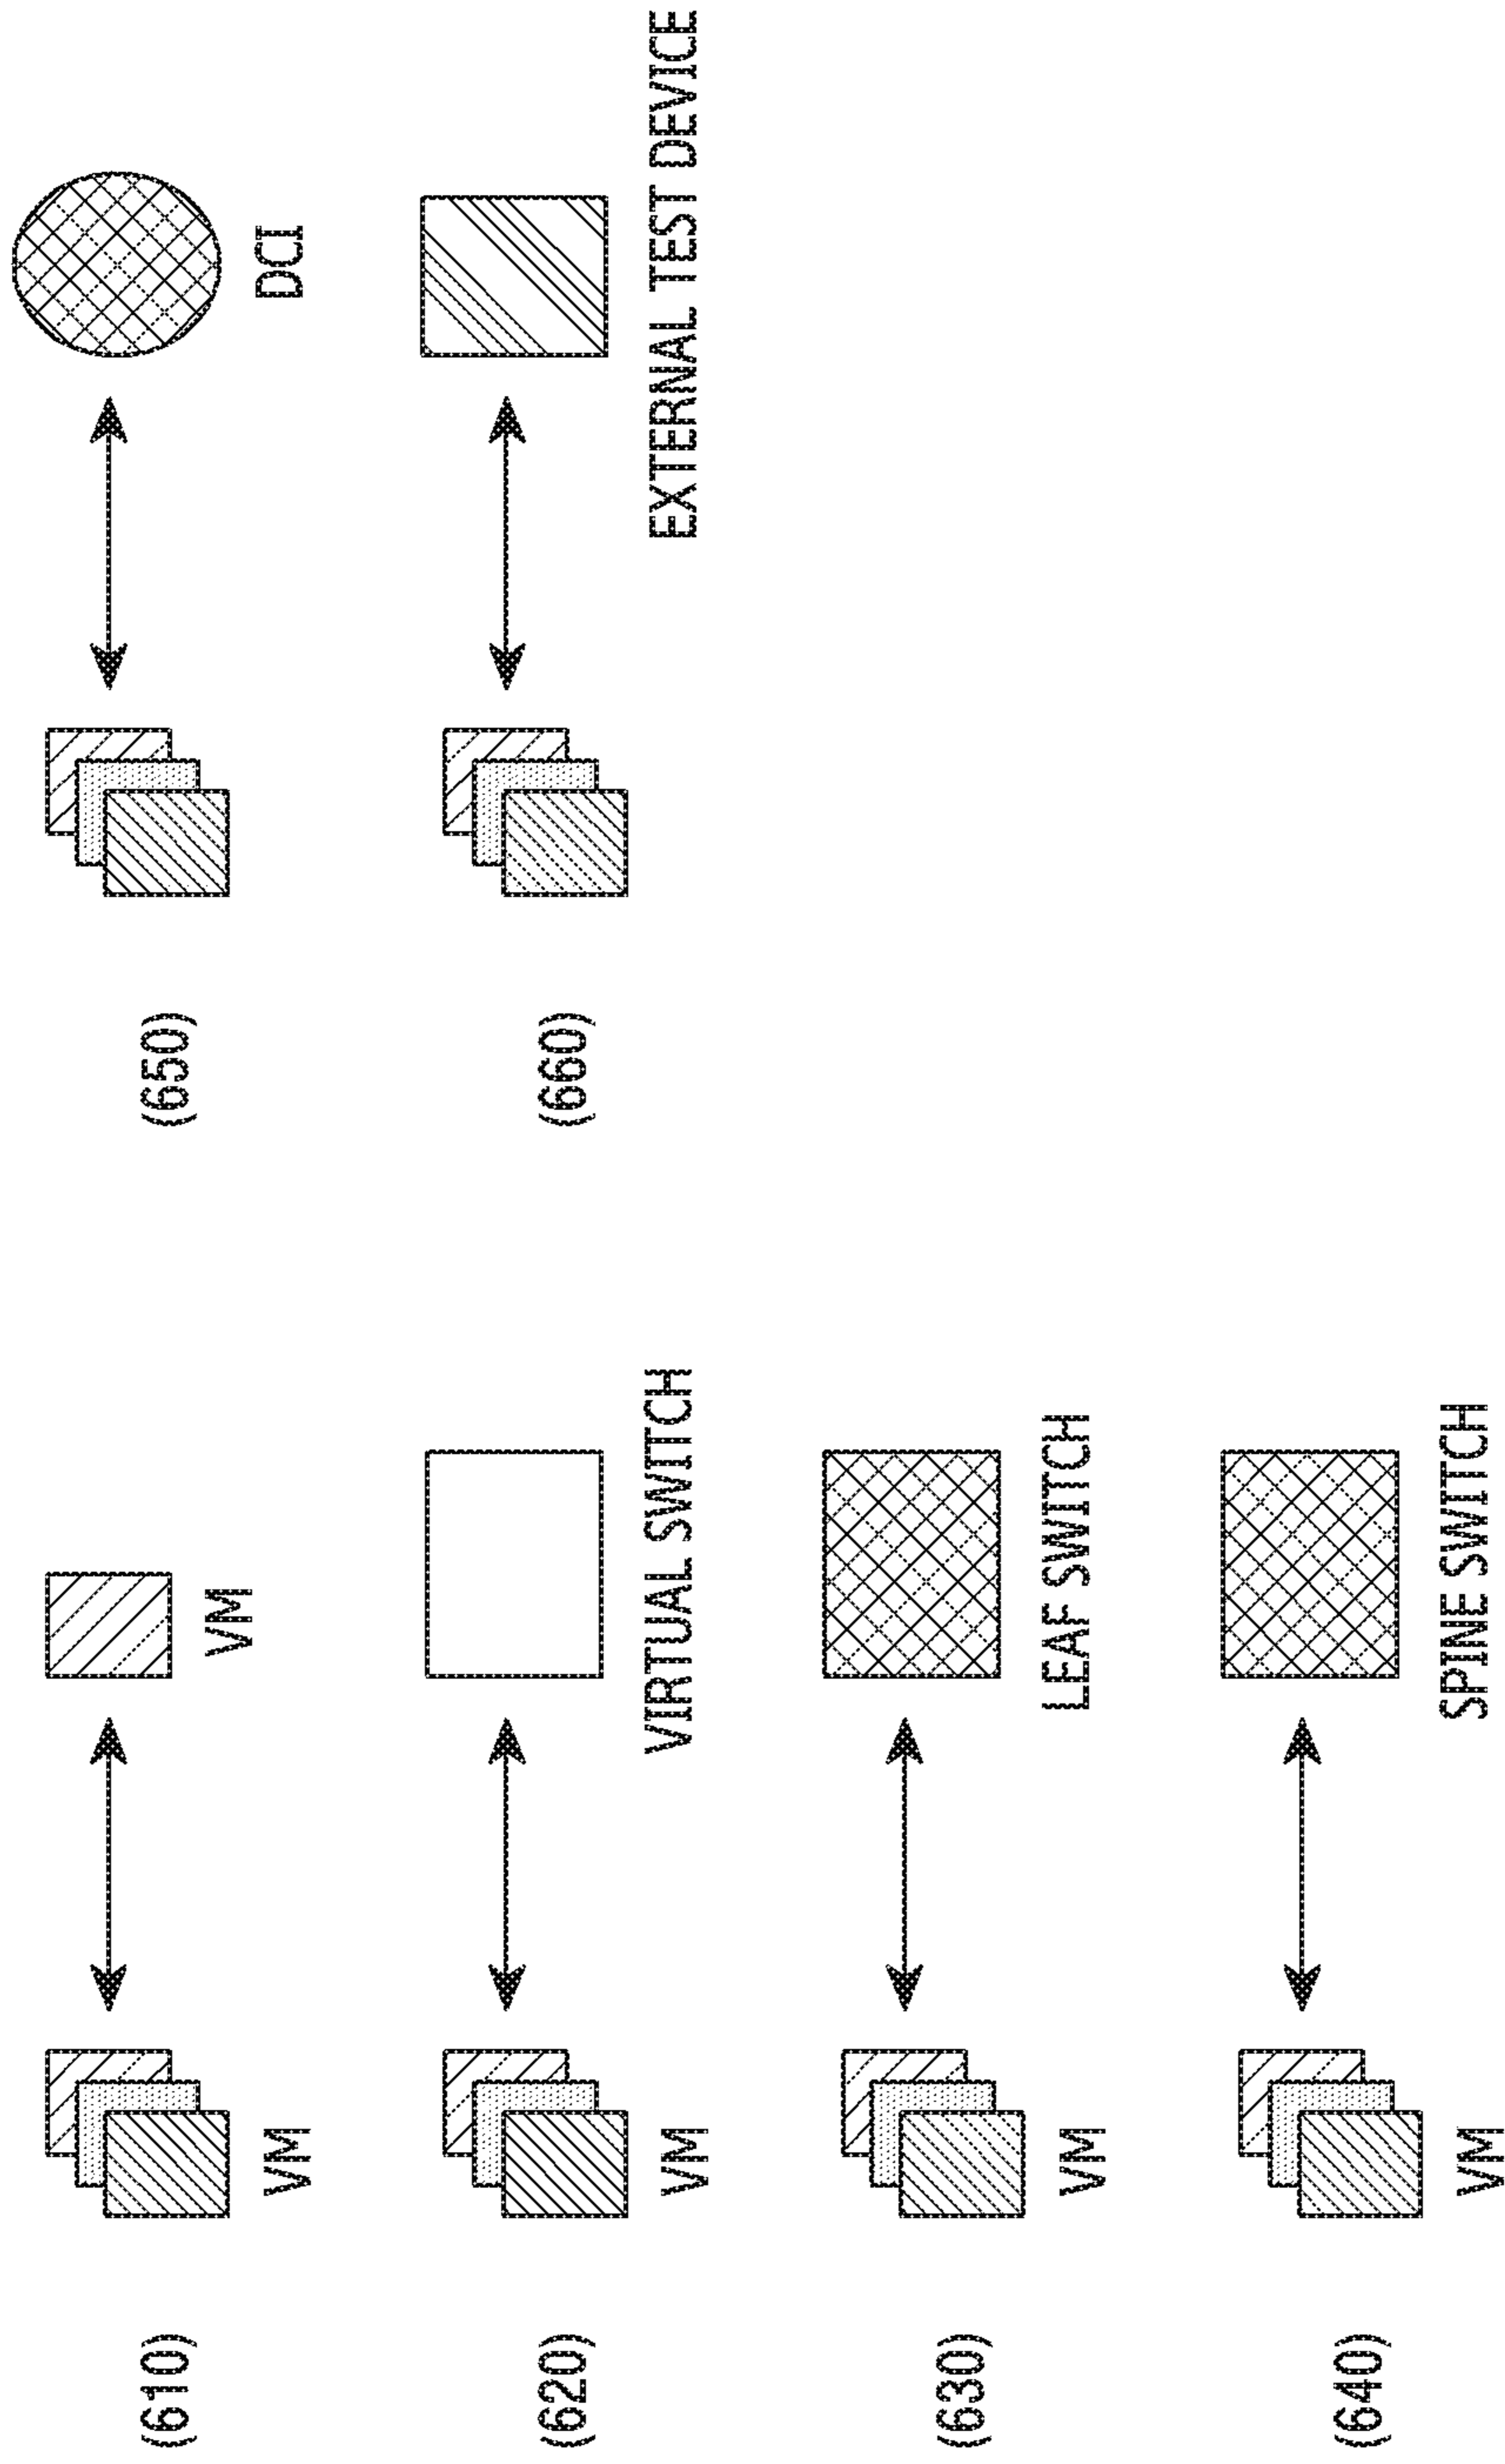 (610)
VM
VM
(620)
VM
VIRTUAL SWITCH
(630)
VM
LEAF SWITCH
(640)
VM
SPINE SWITCH
(650)
DCI
(660)
EXTERNAL TEST DEVICE